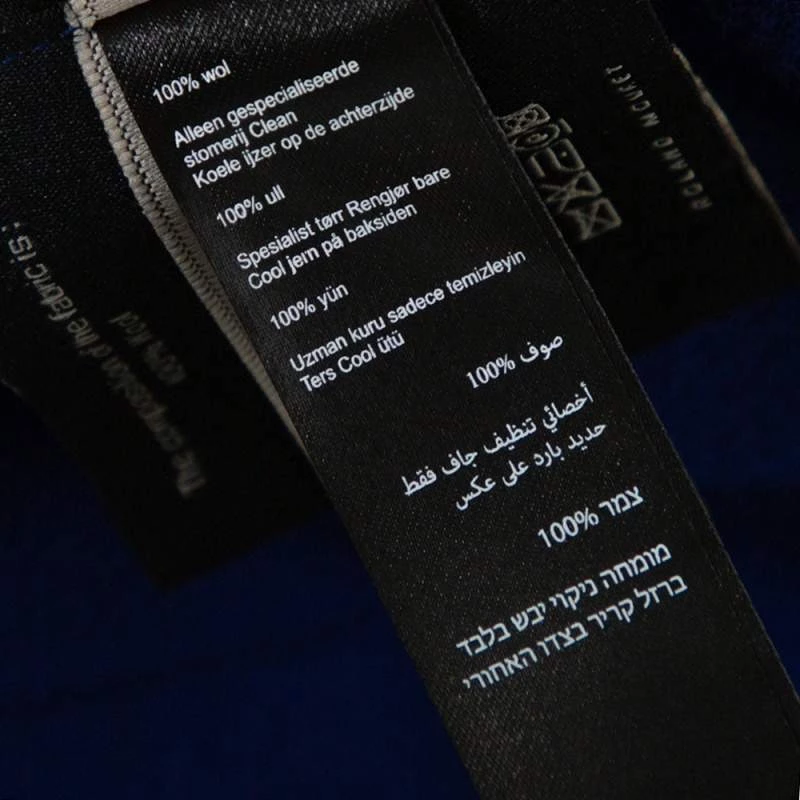 100% wol
Alleen gespecialiseerde
stomerij Clean
Koele ijzer op de achterzijde
100% ull
Spesialist tørr Rengjør bare
Cool jern på baksiden
100% yün
Uzman kuru sadece temizleyin
Ters Cool ütü
صوف %100
أخصائي تنظيف جاف فقط
حديد بارد على عكس
צמר 100%
מומחה ניקוי יבש בלבד
ברזל קריר בצדו האחורי
The composition of the fabric is:
100% Wool
ROLAND MOURET